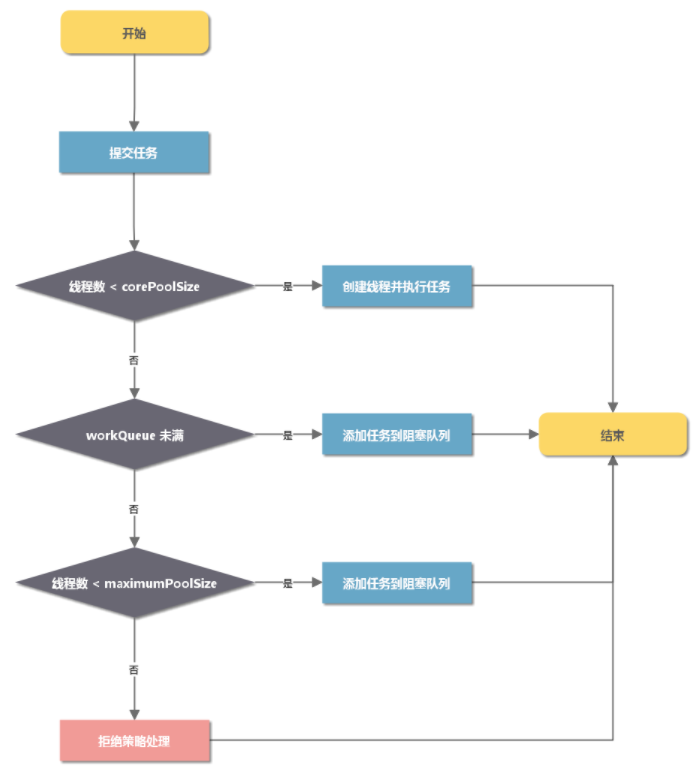 开始
提交任务
线程数 < corePoolSize
是
创建线程并执行任务
否
workQueue 未满
是
添加任务到阻塞队列
结束
否
线程数 < maximumPoolSize
是
添加任务到阻塞队列
否
拒绝策略处理